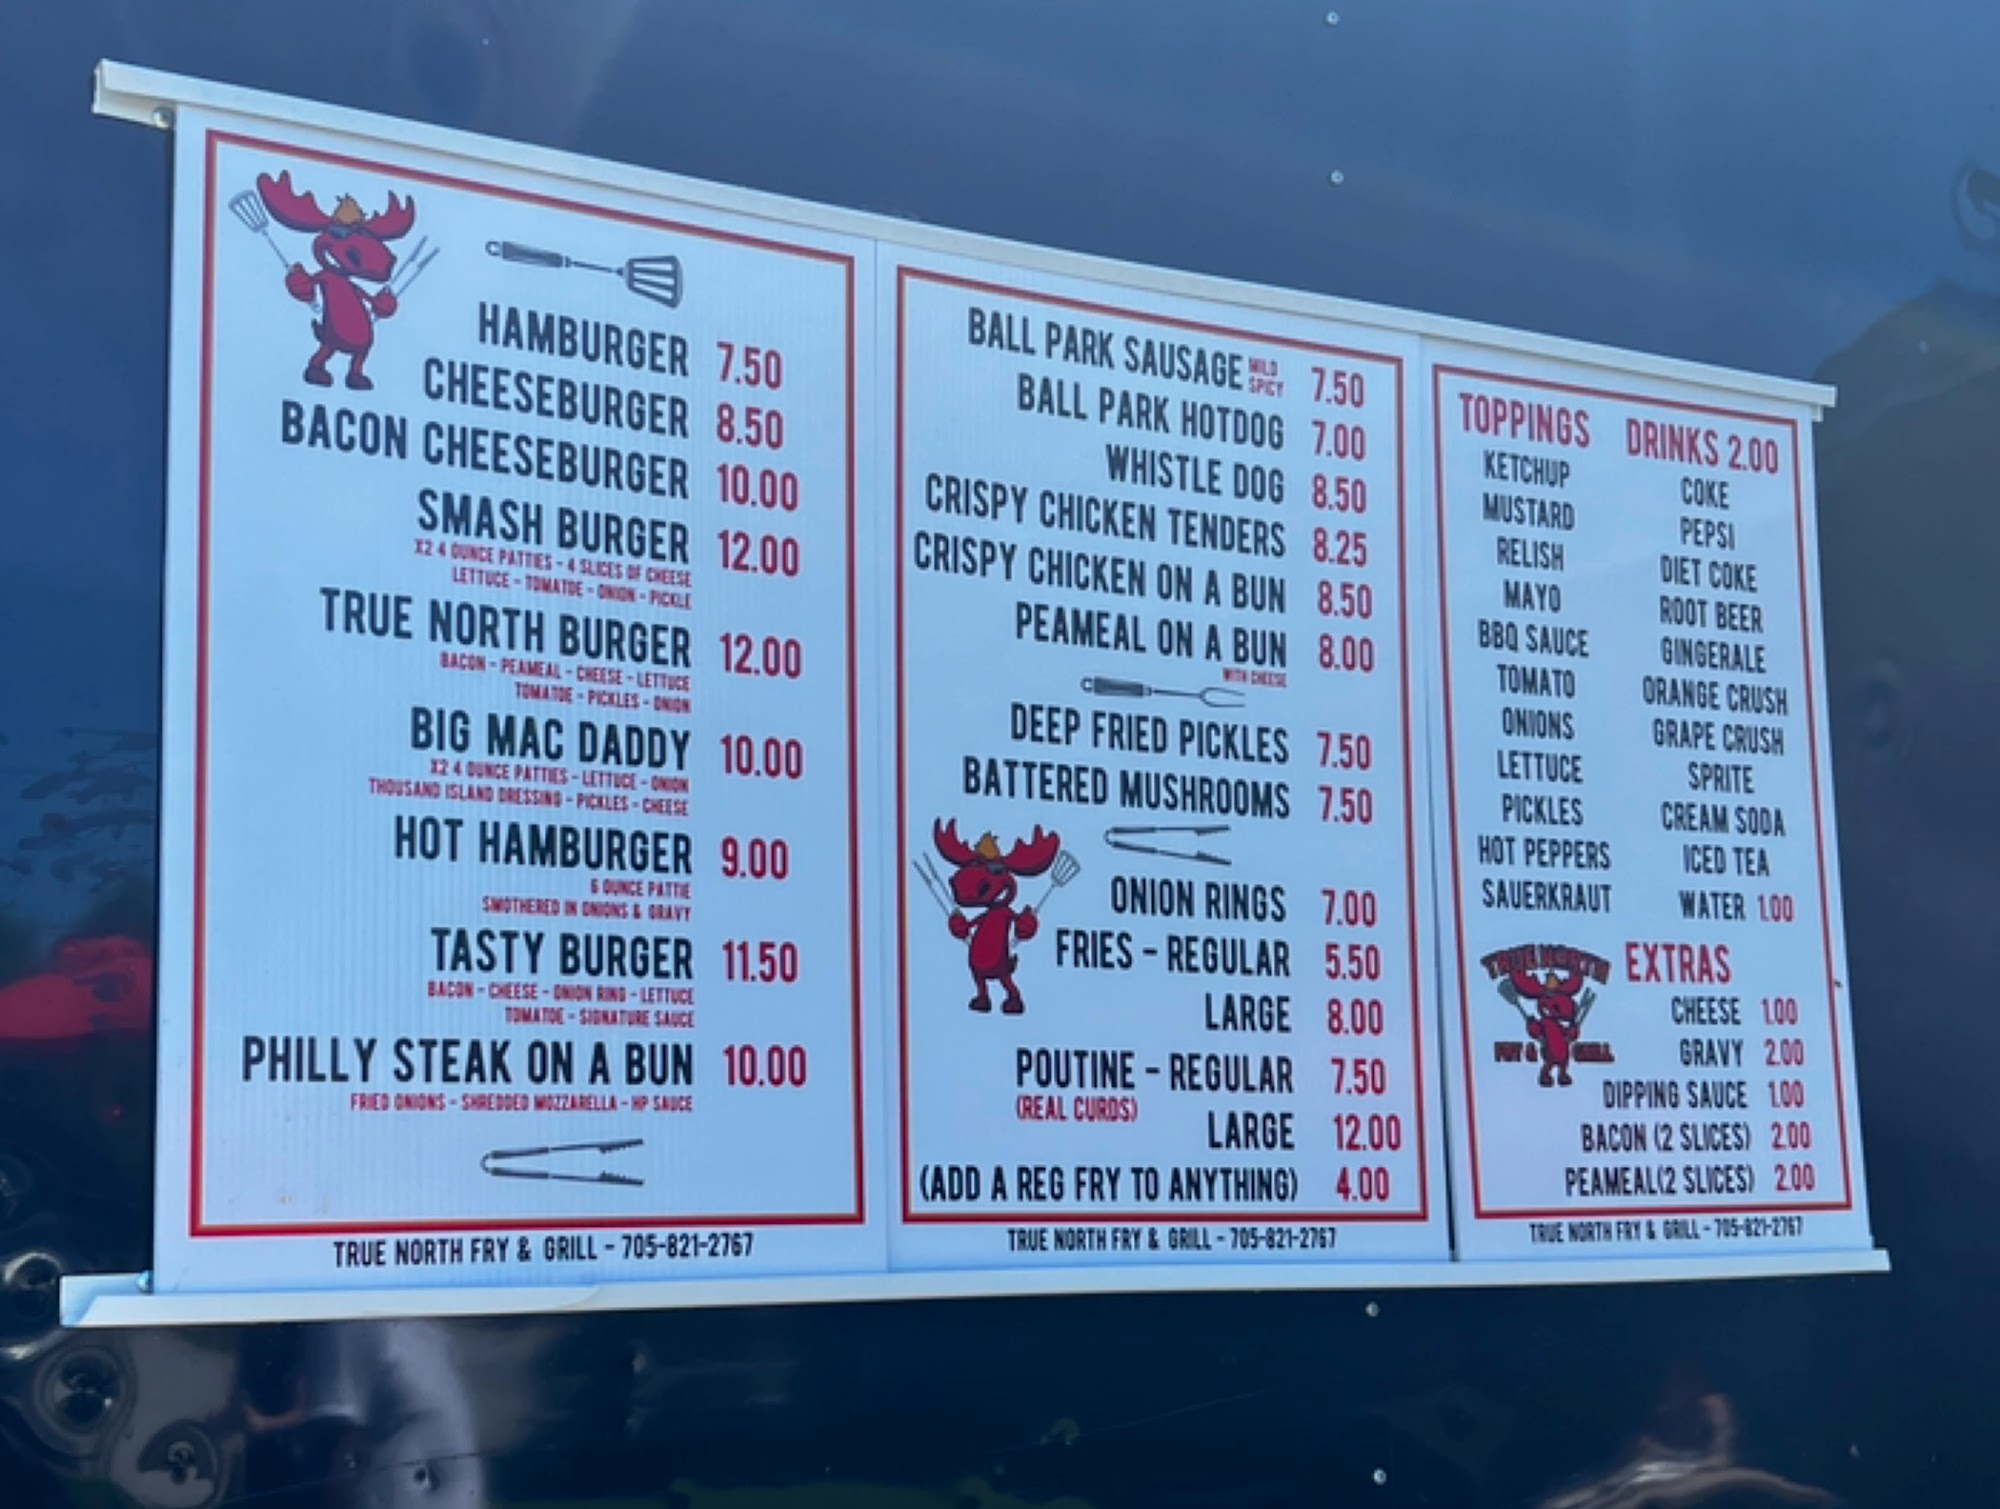 HAMBURGER 7.50
CHEESEBURGER 8.50
BACON CHEESEBURGER 10.00
SMASH BURGER 12.00
X2 4 OUNCE PATTIES - 4 SLICES OF CHEESE
LETTUCE - TOMATOE - ONION - PICKLE
TRUE NORTH BURGER 12.00
BACON - PEAMEAL - CHEESE - LETTUCE
TOMATOE - PICKLES - ONION
BIG MAC DADDY 10.00
X2 4 OUNCE PATTIES - LETTUCE - ONION
THOUSAND ISLAND DRESSING - PICKLES - CHEESE
HOT HAMBURGER 9.00
6 OUNCE PATTIE
SMOTHERED IN ONIONS & GRAVY
TASTY BURGER 11.50
BACON - CHEESE - ONION RING - LETTUCE
TOMATOE - SIGNATURE SAUCE
PHILLY STEAK ON A BUN 10.00
FRIED ONIONS - SHREDDED MOZZARELLA - HP SAUCE
TRUE NORTH FRY & GRILL - 705-821-2767
BALL PARK SAUSAGE MILD SPICY 7.50
BALL PARK HOTDOG 7.00
WHISTLE DOG 8.50
CRISPY CHICKEN TENDERS 8.25
CRISPY CHICKEN ON A BUN 8.50
PEAMEAL ON A BUN 8.00
WITH CHEESE
DEEP FRIED PICKLES 7.50
BATTERED MUSHROOMS 7.50
ONION RINGS 7.00
FRIES - REGULAR 5.50
LARGE 8.00
POUTINE - REGULAR 7.50
(REAL CURDS)
LARGE 12.00
(ADD A REG FRY TO ANYTHING) 4.00
TRUE NORTH FRY & GRILL - 705-821-2767
TOPPINGS
KETCHUP
MUSTARD
RELISH
MAYO
BBQ SAUCE
TOMATO
ONIONS
LETTUCE
PICKLES
HOT PEPPERS
SAUERKRAUT
DRINKS 2.00
COKE
PEPSI
DIET COKE
ROOT BEER
GINGERALE
ORANGE CRUSH
GRAPE CRUSH
SPRITE
CREAM SODA
ICED TEA
WATER 1.00
TRUE NORTH
FRY & GRILL
EXTRAS
CHEESE 1.00
GRAVY 2.00
DIPPING SAUCE 1.00
BACON (2 SLICES) 2.00
PEAMEAL(2 SLICES) 2.00
TRUE NORTH FRY & GRILL - 705-821-2767